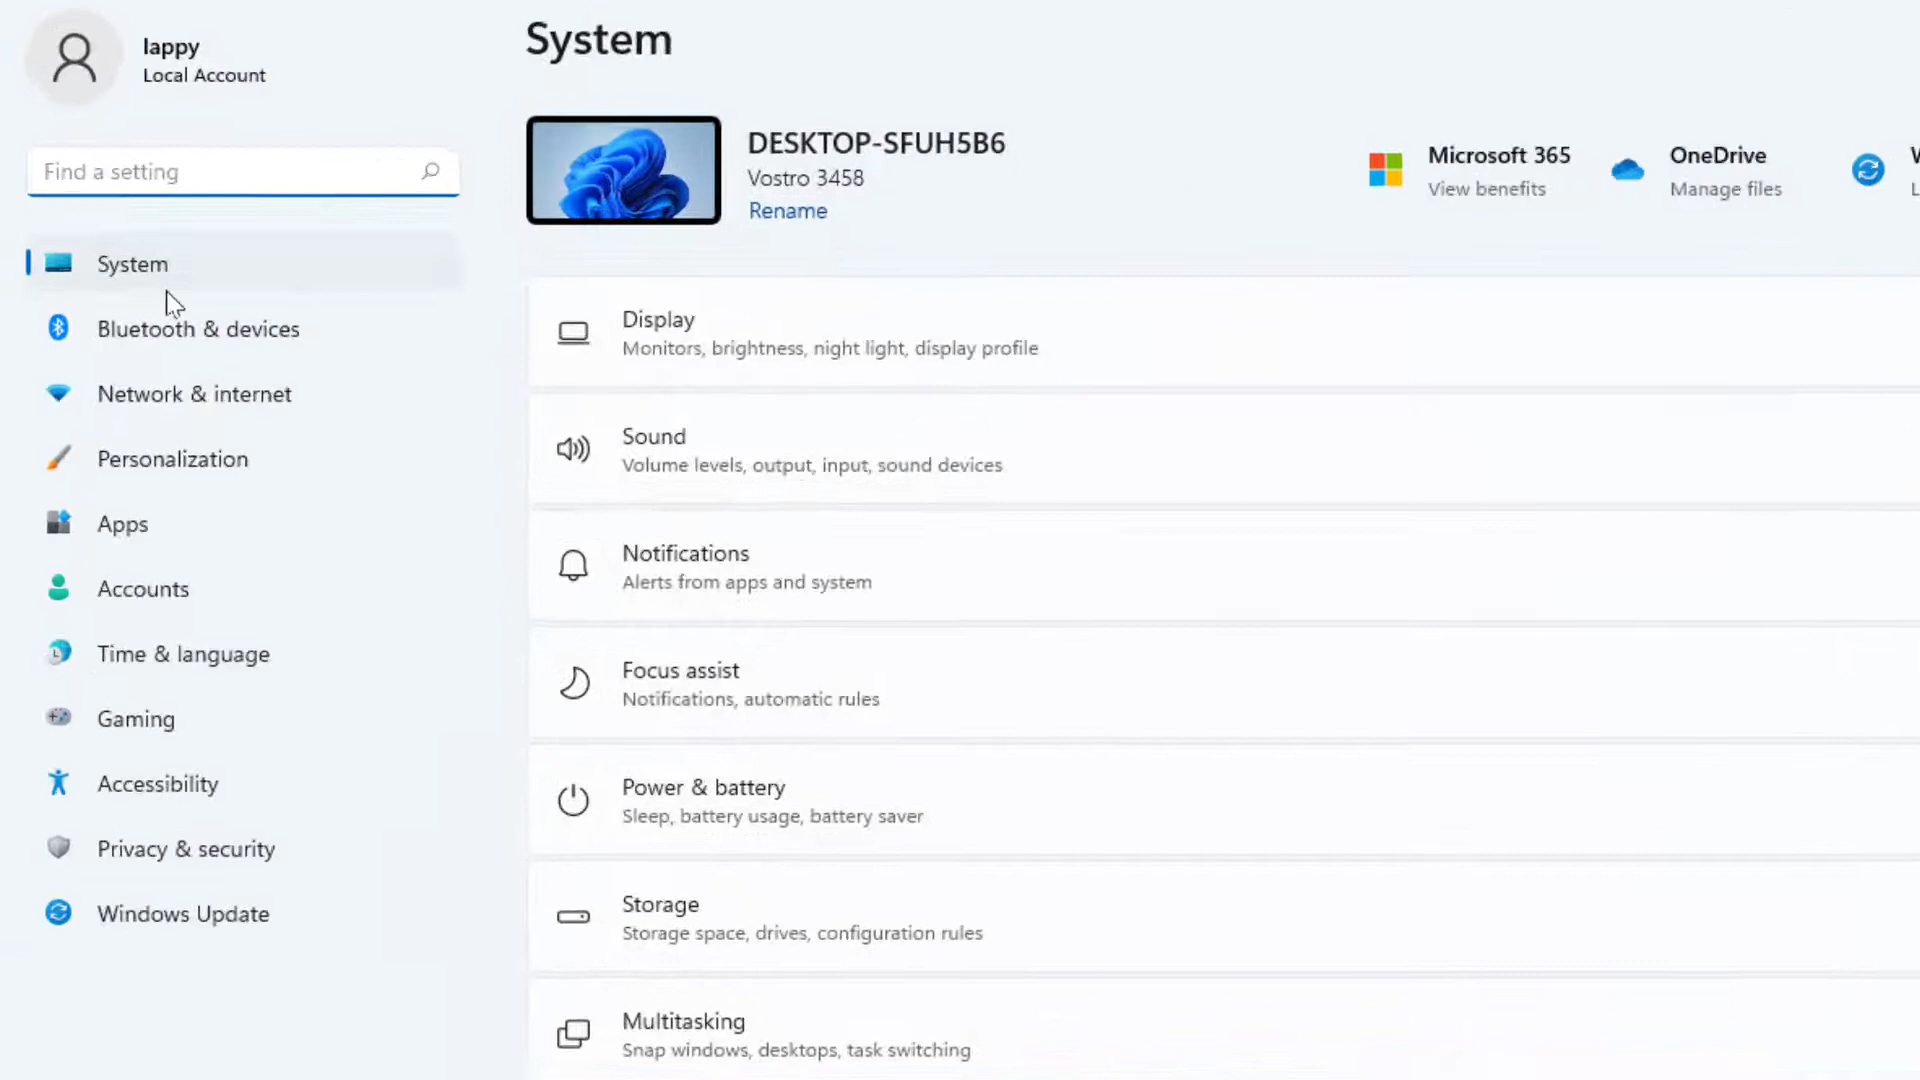 lappy
Local Account
Find a setting
System
Bluetooth & devices
Network & internet
Personalization
Apps
Accounts
Time & language
Gaming
Accessibility
Privacy & security
Windows Update
System
DESKTOP-SFUH5B6
Vostro 3458
Rename
Microsoft 365
View benefits
OneDrive
Manage files
Display
Monitors, brightness, night light, display profile
Sound
Volume levels, output, input, sound devices
Notifications
Alerts from apps and system
Focus assist
Notifications, automatic rules
Power & battery
Sleep, battery usage, battery saver
Storage
Storage space, drives, configuration rules
Multitasking
Snap windows, desktops, task switching